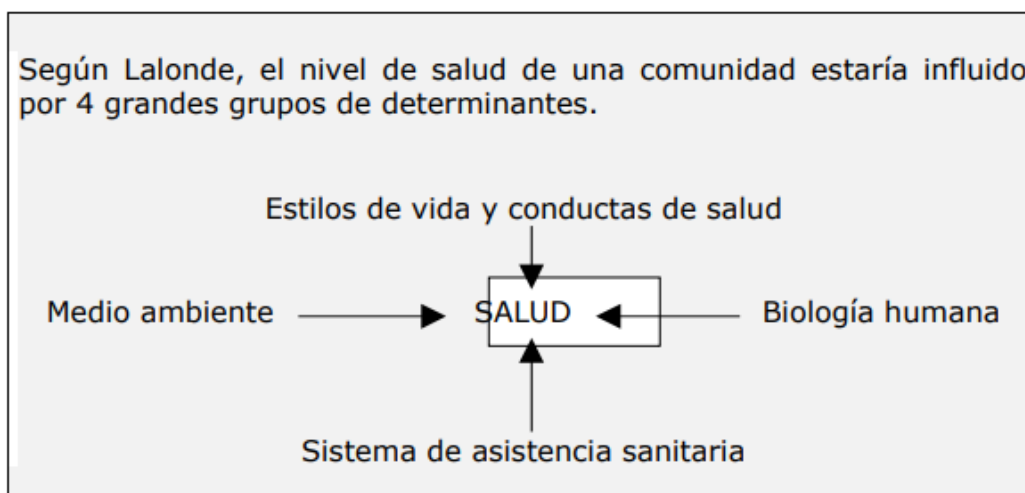 Según Lalonde, el nivel de salud de una comunidad estaría influido
por 4 grandes grupos de determinantes.
Estilos de vida y conductas de salud
Medio ambiente SALUD Biología humana
Sistema de asistencia sanitaria